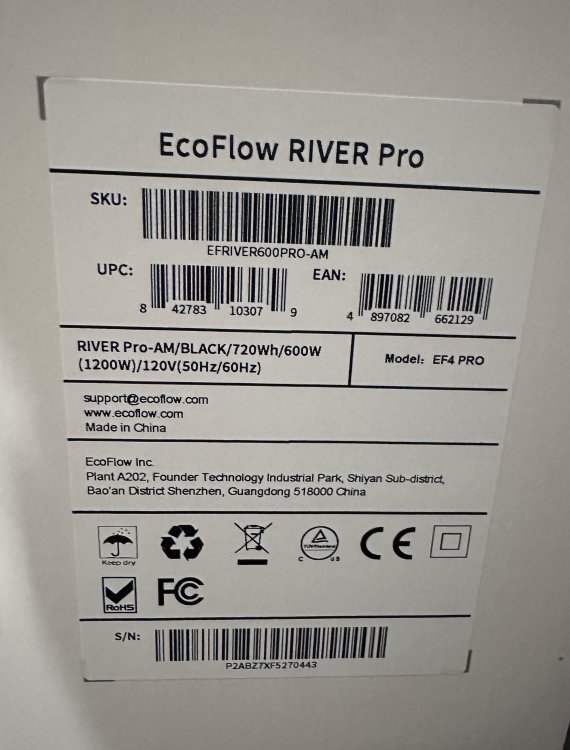 EcoFlow RIVER Pro
SKU:
EFRIVER600PRO-AM
UPC:
8 42783 10307 9
EAN:
4 897082 662129
RIVER Pro-AM/BLACK/720Wh/600W
(1200W)/120V(50Hz/60Hz)
Model: EF4 PRO
support@ecoflow.com
www.ecoflow.com
Made in China
EcoFlow Inc.
Plant A202, Founder Technology Industrial Park, Shiyan Sub-district,
Bao'an District Shenzhen, Guangdong 518000 China
Keep dry
TÜVRheinland
C US
CE
RoHS
FC
S/N:
P2ABZ7XF5270443